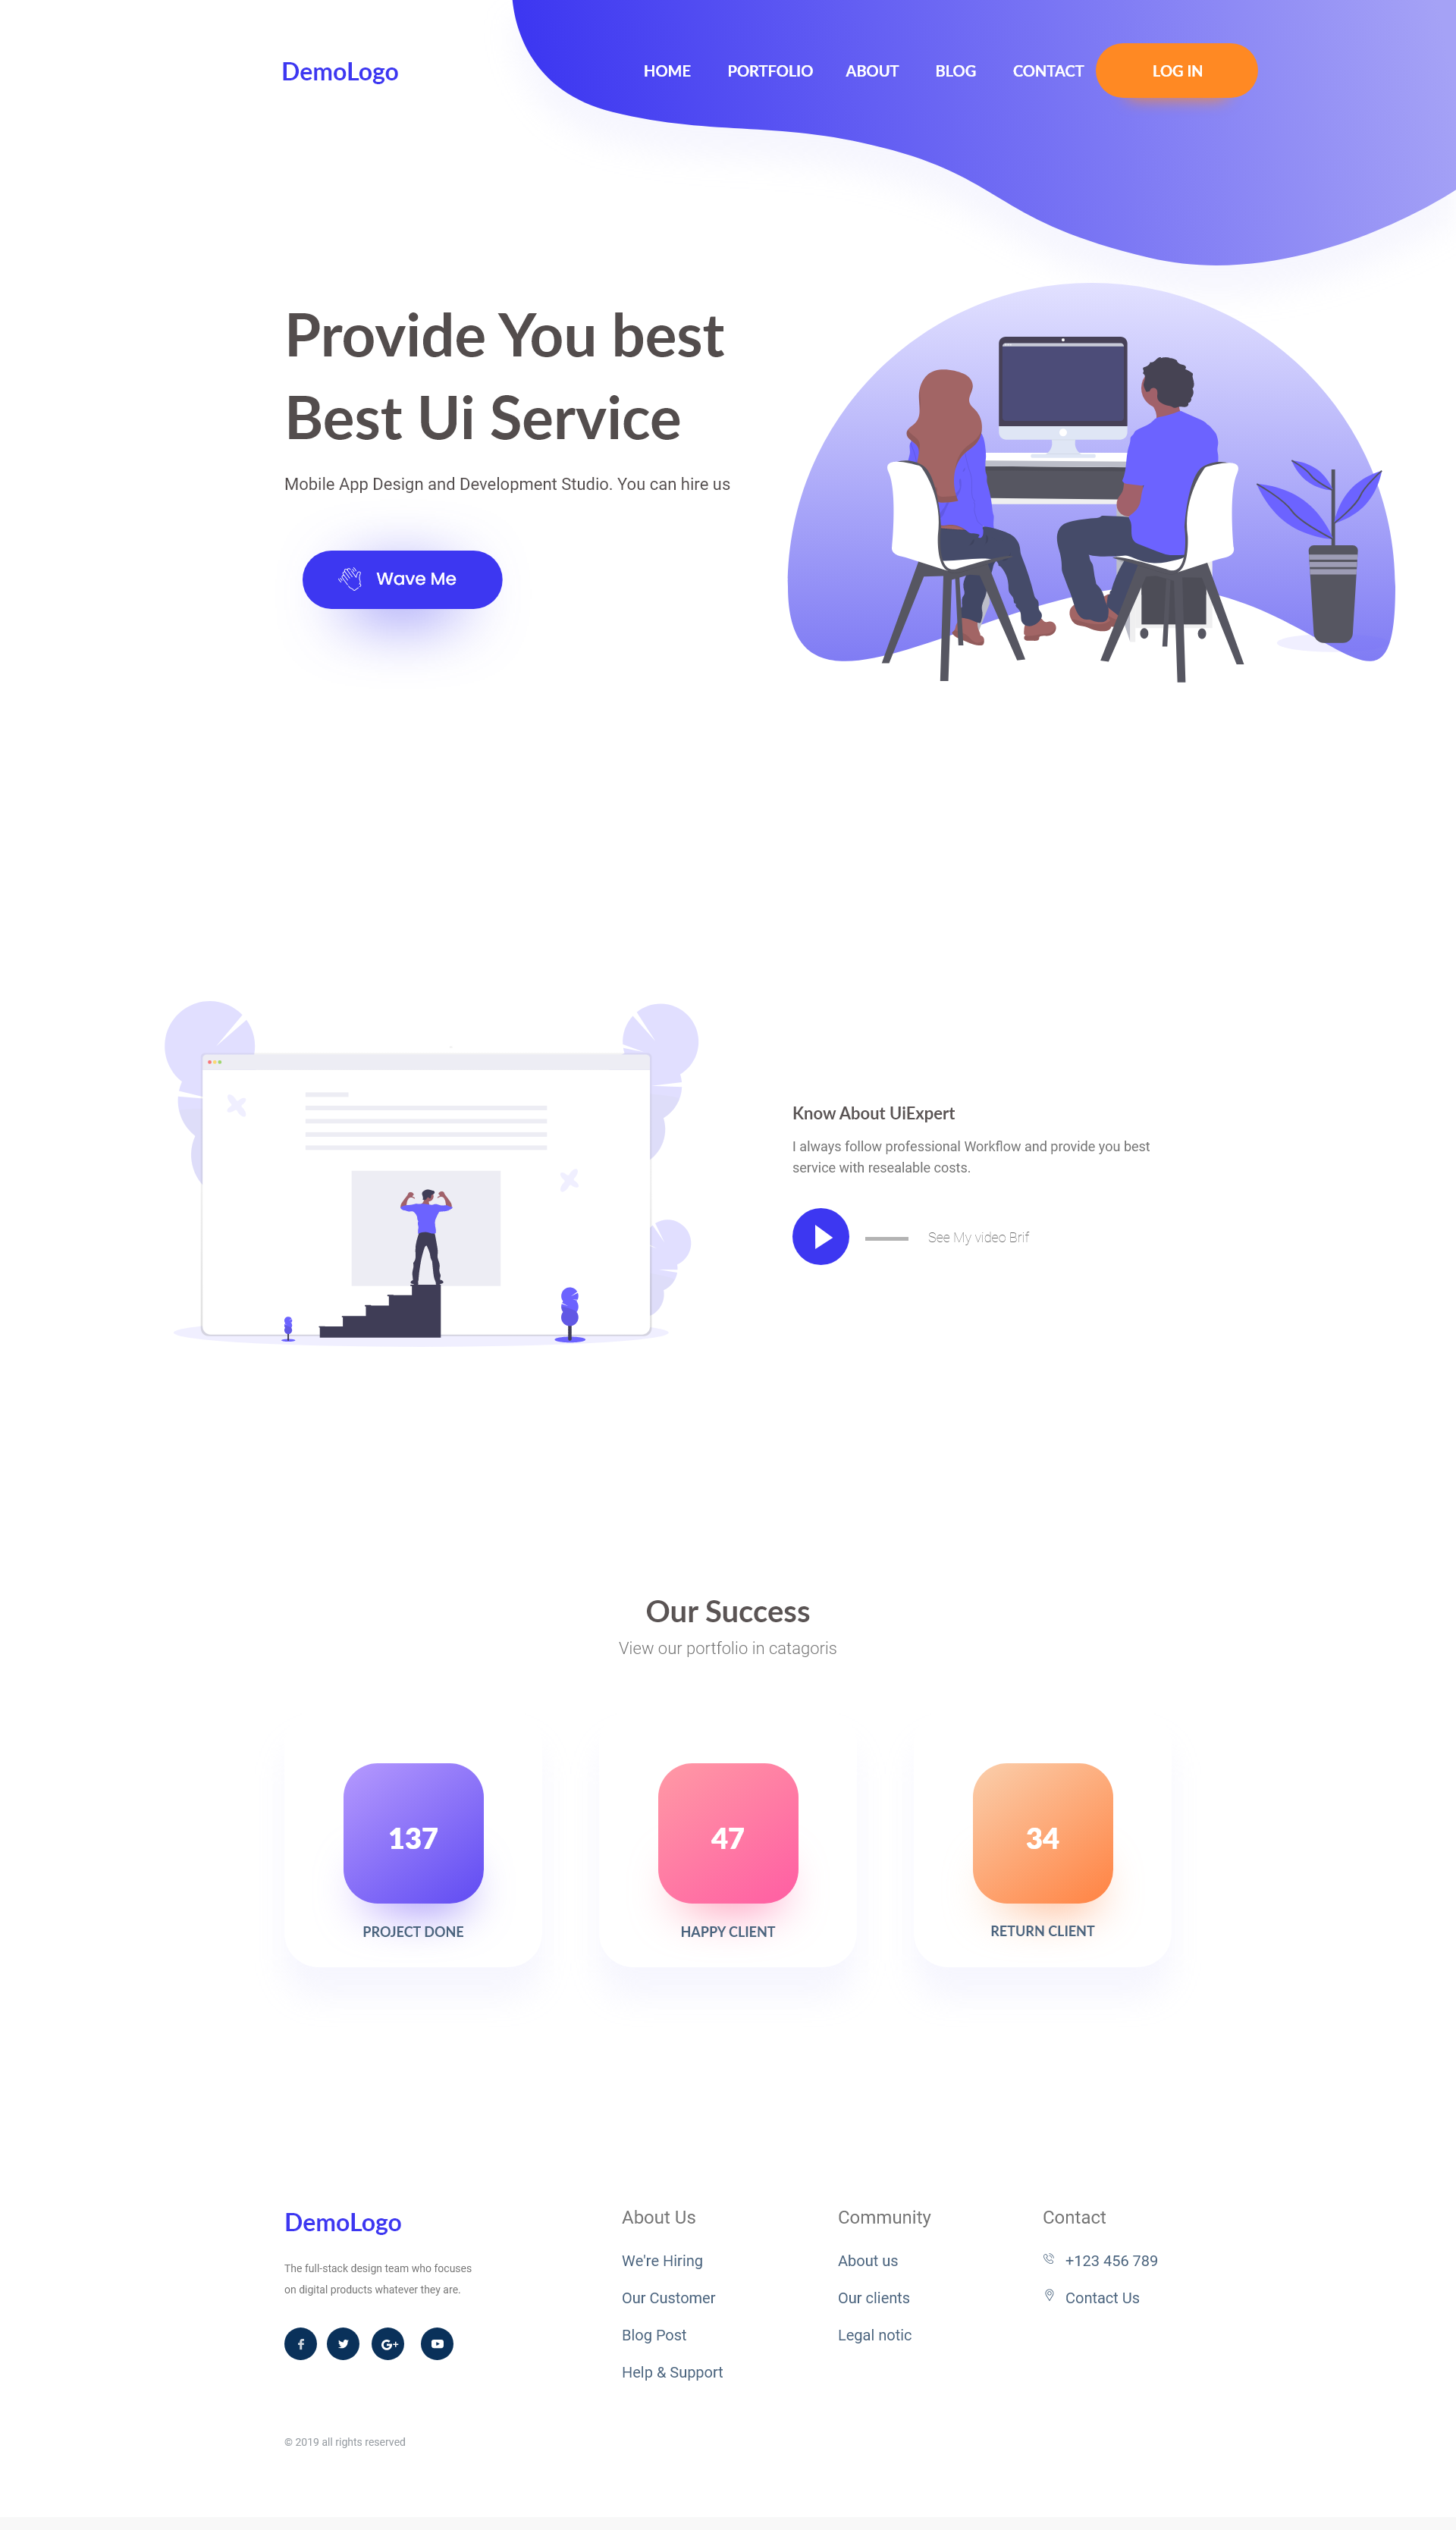 DemoLogo
HOME PORTFOLIO ABOUT BLOG CONTACT LOG IN
Provide You best
Best Ui Service
Mobile App Design and Development Studio. You can hire us
Wave Me
Know About UiExpert
I always follow professional Workflow and provide you best
service with resealable costs.
See My video Brif
Our Success
View our portfolio in catagoris
137
PROJECT DONE
47
HAPPY CLIENT
34
RETURN CLIENT
DemoLogo
The full-stack design team who focuses
on digital products whatever they are.
f
G+
© 2019 all rights reserved
About Us
We're Hiring
Our Customer
Blog Post
Help & Support
Community
About us
Our clients
Legal notic
Contact
+123 456 789
Contact Us